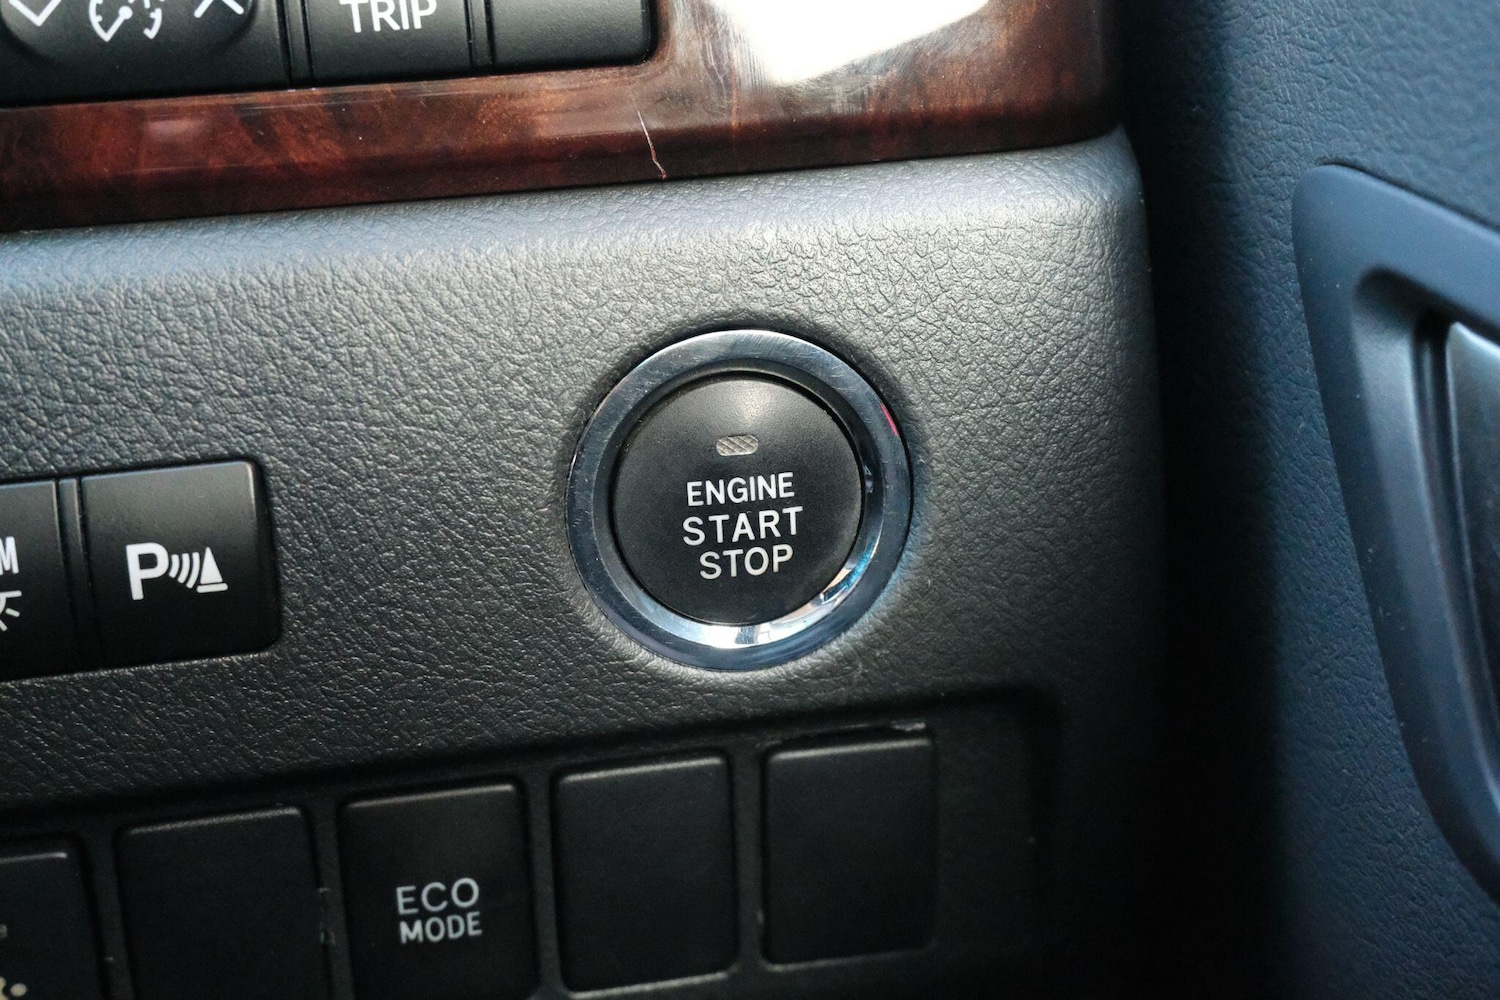 TRIP
ENGINE
START
STOP
P
ECO
MODE